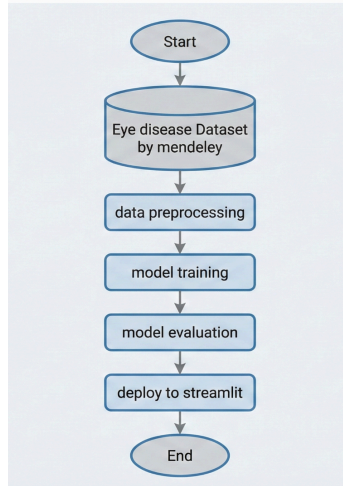 Start
Eye disease Dataset
by mendeley
data preprocessing
model training
model evaluation
deploy to streamlit
End